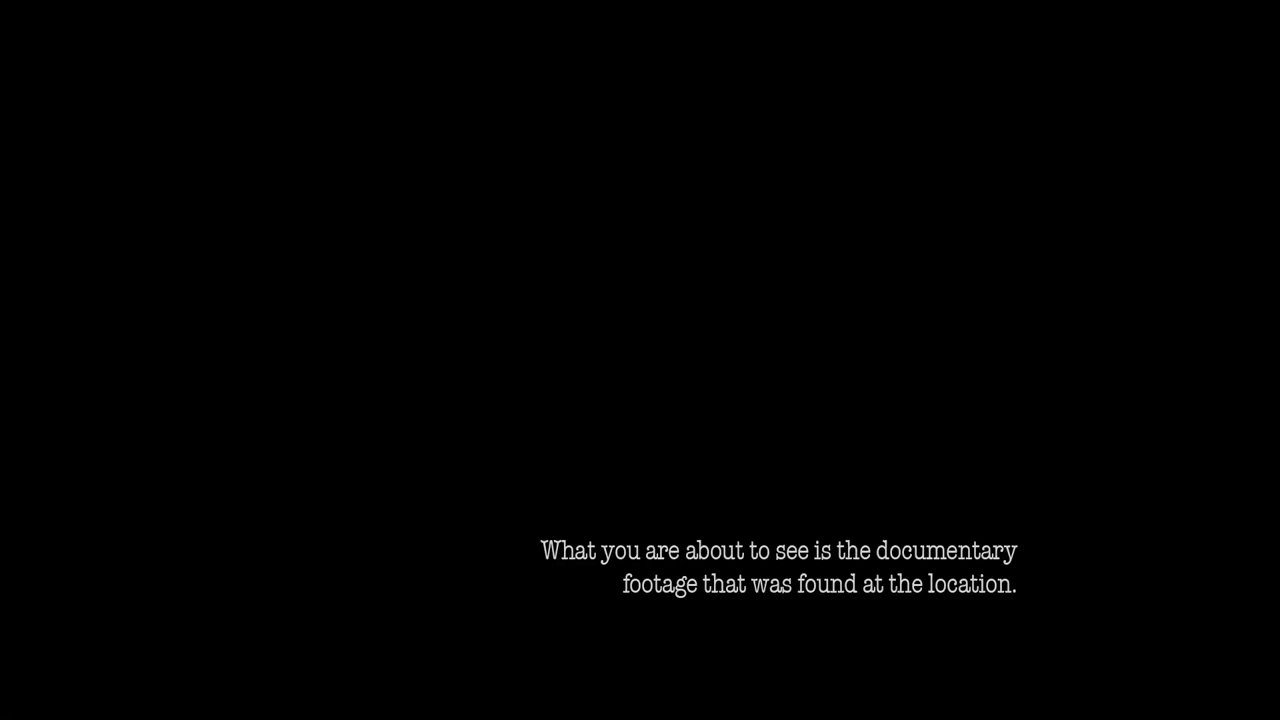 What you are about to see is the documentary
footage that was found at the location.